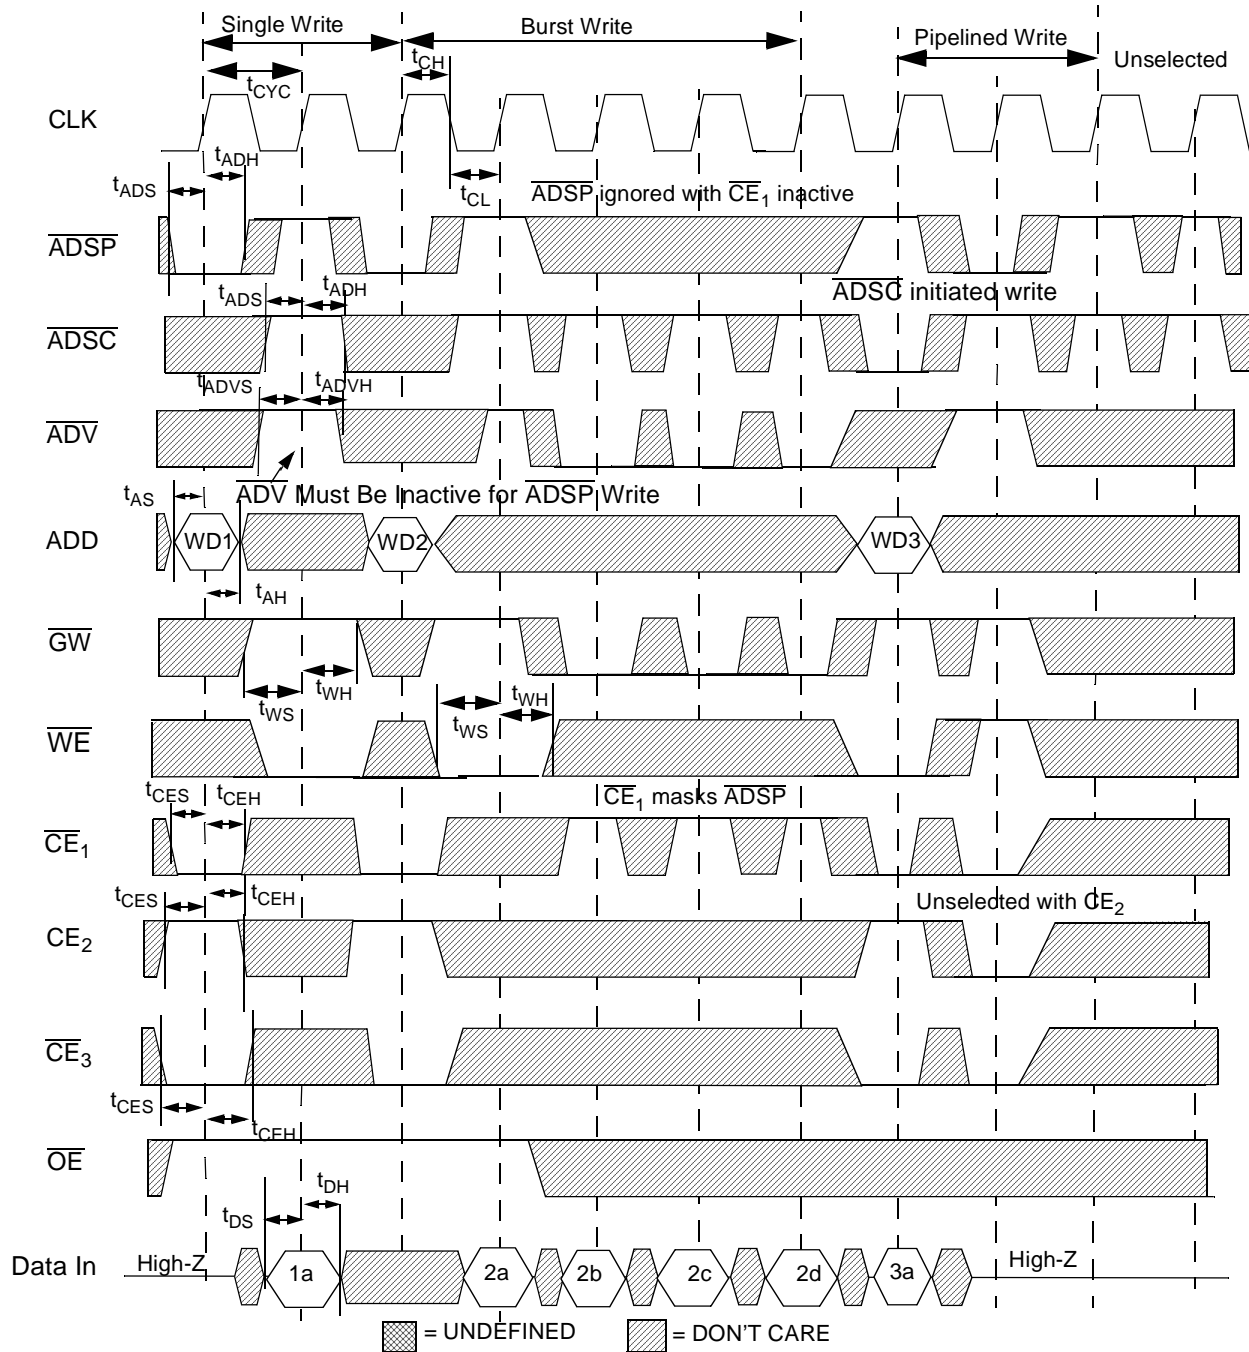 Single Write
Burst Write
Pipelined Write
Unselected
tCH
tCYC
CLK
tADH
tADS
tCL
ADSP ignored with CE1 inactive
ADSP
tADS
tADH
ADSC initiated write
ADSC
tADVS
tADVH
ADV
tAS
ADV Must Be Inactive for ADSP Write
ADD
WD1
WD2
WD3
tAH
GW
tWS
tWH
tWS
tWH
WE
tCES
tCEH
CE1 masks ADSP
CE1
tCES
tCEH
Unselected with CE2
CE2
CE3
tCES
tCEH
OE
tDH
tDS
Data In
High-Z
1a
2a
2b
2c
2d
3a
High-Z
= UNDEFINED
= DON'T CARE